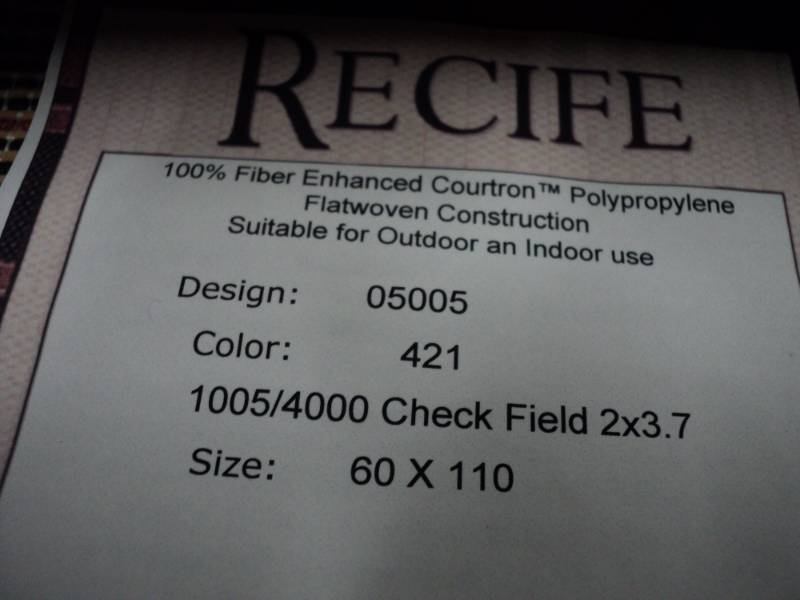 RECIFE
100% Fiber Enhanced Courtron™ Polypropylene
Flatwoven Construction
Suitable for Outdoor an Indoor use
Design: 05005
Color: 421
1005/4000 Check Field 2x3.7
Size: 60 X 110